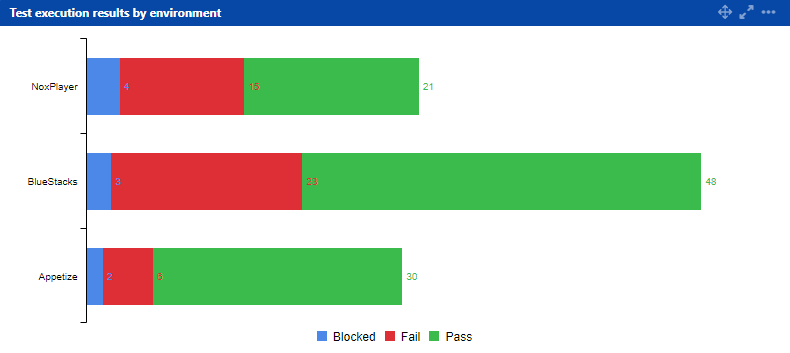 Test execution results by environment
NoxPlayer
4
15
21
BlueStacks
3
23
48
Appetize
2
6
30
Blocked
Fail
Pass